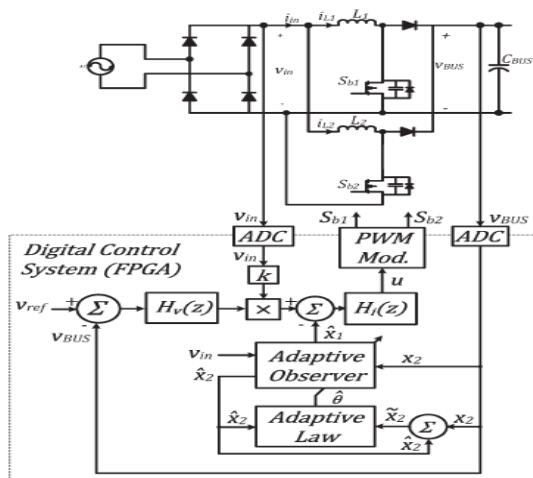 i_in
i_L1
L_1
+
+
v_in
S_b1
v_BUS
C_BUS
-
-
i_L2
L_2
S_b2
v_in
S_b1
S_b2
v_BUS
ADC
PWM
Mod.
ADC
Digital Control
System (FPGA)
v_in
k
u
v_ref
+
Σ
H_v(z)
×
+
Σ
H_i(z)
v_BUS
-
-
x̂_1
v_in
Adaptive
Observer
x_2
x̂_2
θ̂
x̂_2
Adaptive
Law
x̃_2
Σ
x_2
x̂_2
-